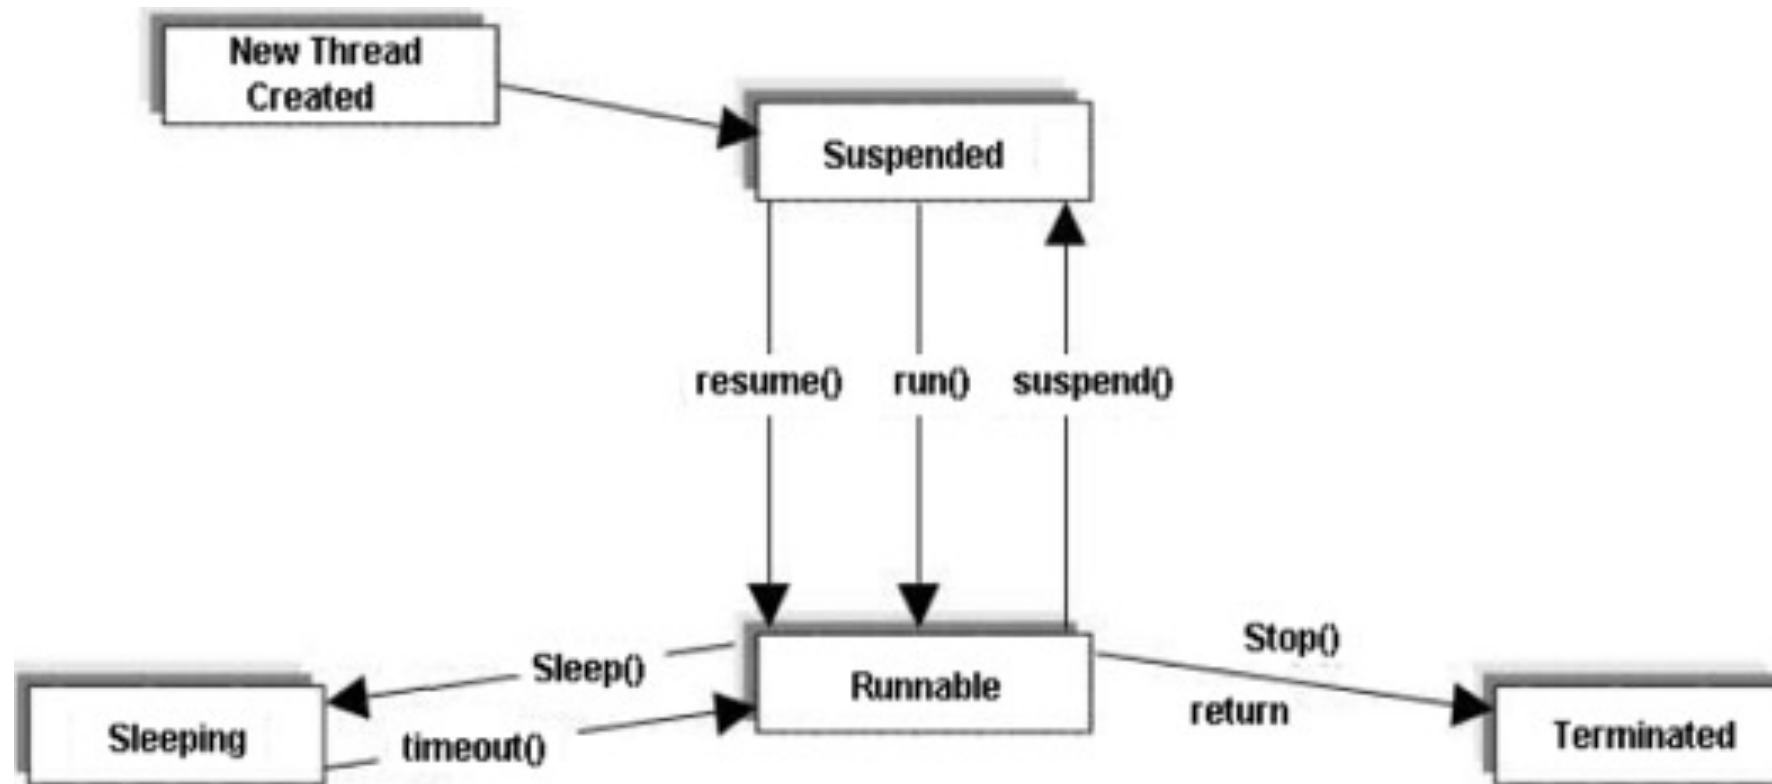 New Thread
Created
Suspended
resume() run() suspend()
Stop()
Sleep()
Runnable
return
Sleeping
timeout()
Terminated